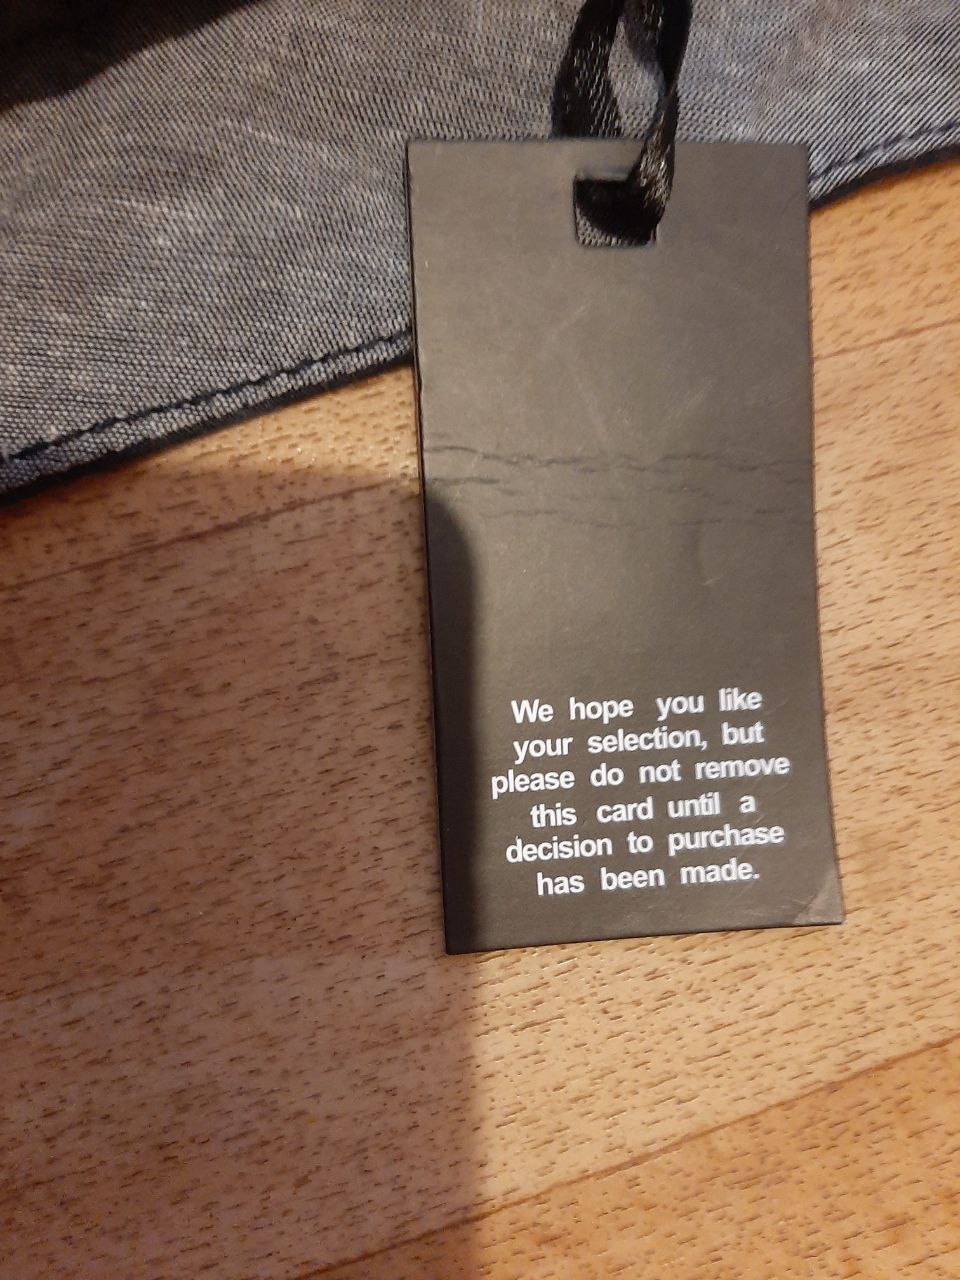 We hope you like
your selection, but
please do not remove
this card until a
decision to purchase
has been made.